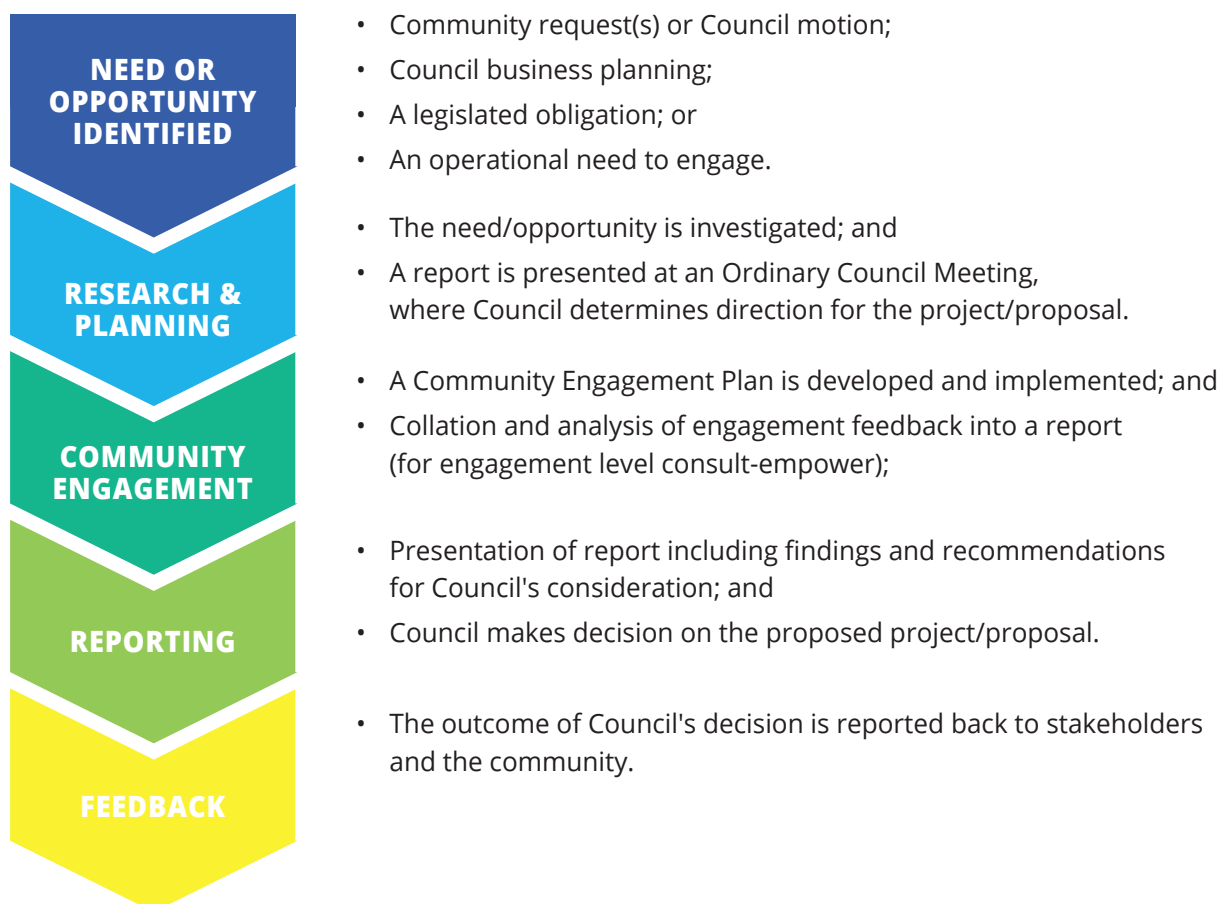 NEED OR
OPPORTUNITY
IDENTIFIED
• Community request(s) or Council motion;
• Council business planning;
• A legislated obligation; or
• An operational need to engage.
RESEARCH &
PLANNING
• The need/opportunity is investigated; and
• A report is presented at an Ordinary Council Meeting,
where Council determines direction for the project/proposal.
COMMUNITY
ENGAGEMENT
• A Community Engagement Plan is developed and implemented; and
• Collation and analysis of engagement feedback into a report
(for engagement level consult-empower);
REPORTING
• Presentation of report including findings and recommendations
for Council's consideration; and
• Council makes decision on the proposed project/proposal.
FEEDBACK
• The outcome of Council's decision is reported back to stakeholders
and the community.